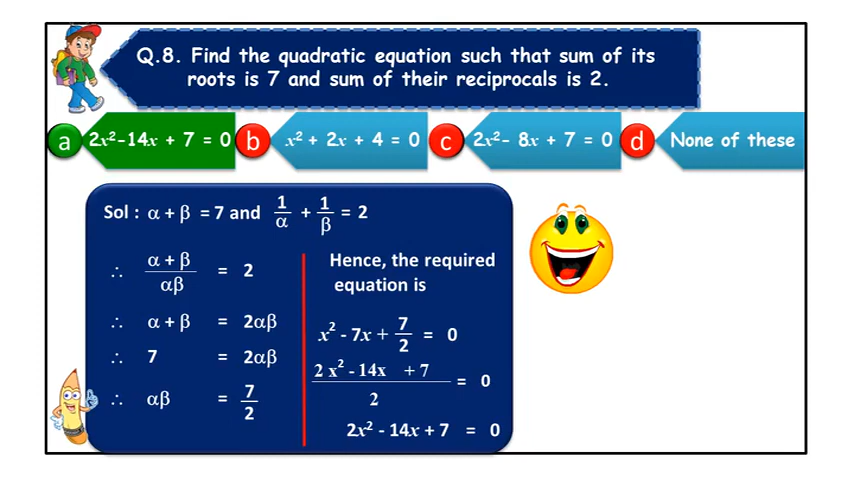 Q.8. Find the quadratic equation such that sum of its
roots is 7 and sum of their reciprocals is 2.
a 2x²-14x + 7 = 0
b x² + 2x + 4 = 0
c 2x² - 8x + 7 = 0
d None of these
Sol : α + β = 7 and 1/α + 1/β = 2
∴ (α + β)/αβ = 2
∴ α + β = 2αβ
∴ 7 = 2αβ
∴ αβ = 7/2
Hence, the required
equation is
x² - 7x + 7/2 = 0
(2x² - 14x + 7)/2 = 0
2x² - 14x + 7 = 0